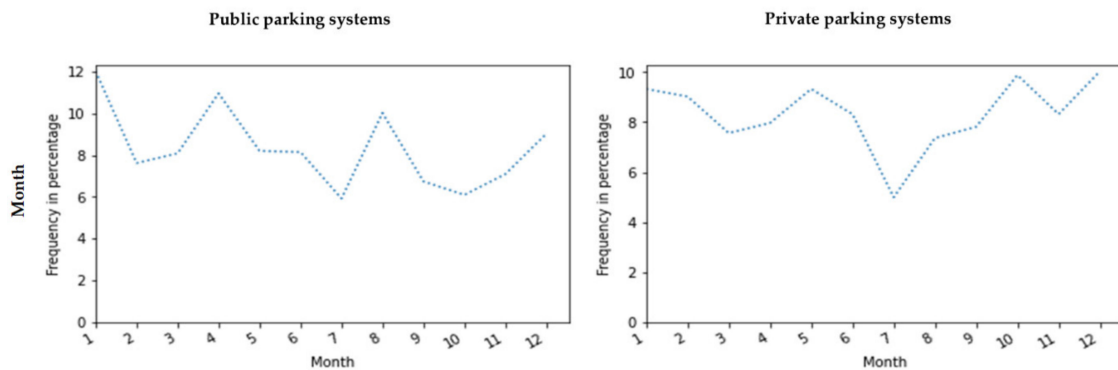 Public parking systems
Private parking systems
Month
Frequency in percentage
12
10
8
6
4
2
0
1 2 3 4 5 6 7 8 9 10 11 12
Month
Frequency in percentage
10
8
6
4
2
0
1 2 3 4 5 6 7 8 9 10 11 12
Month